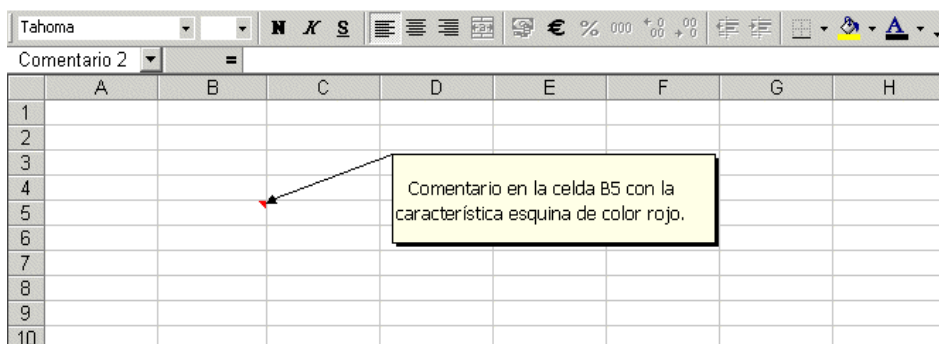 Tahoma N K S € % 000
Comentario 2 =
A B C D E F G H
1
2
3
4 Comentario en la celda B5 con la
5 característica esquina de color rojo.
6
7
8
9
10